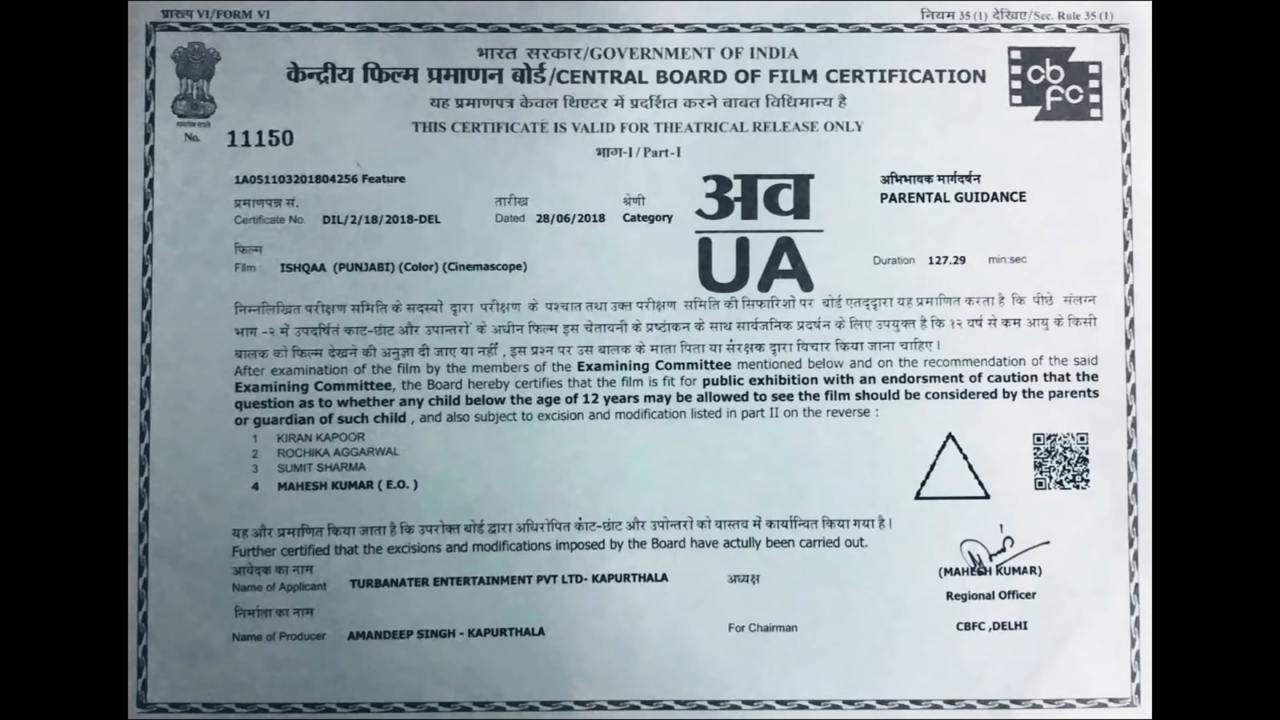 प्रारूप VI/FORM VI
नियम 35 (1) देखिए/Sec. Rule 35 (1)
भारत सरकार/GOVERNMENT OF INDIA
केन्द्रीय फिल्म प्रमाणन बोर्ड/CENTRAL BOARD OF FILM CERTIFICATION
cb
fc
यह प्रमाणपत्र केवल थिएटर में प्रदर्शित करने बाबत विधिमान्य है
सत्यमेव जयते
No. 11150
THIS CERTIFICATE IS VALID FOR THEATRICAL RELEASE ONLY
भाग-I / Part-I
1A051103201804256 Feature
अव
UA
अभिभावक मार्गदर्षन
PARENTAL GUIDANCE
प्रमाणपत्र सं. तारीख श्रेणी
Certificate No. DIL/2/18/2018-DEL Dated 28/06/2018 Category
फिल्म
Film : ISHQAA (PUNJABI) (Color) (Cinemascope)
Duration 127.29 min:sec
निम्नलिखित परीक्षण समिति के सदस्यों द्वारा परीक्षण के पश्चात तथा उक्त परीक्षण समिति की सिफारिशों पर बोर्ड एतद्द्वारा यह प्रमाणित करता है कि पीछे संलग्न
भाग -२ में उपदर्षित काट-छांट और उपान्तरों के अधीन फिल्म इस चेतावनी के प्रष्ठांकन के साथ सार्वजनिक प्रदर्षन के लिए उपयुक्त है कि १२ वर्ष से कम आयु के किसी
बालक को फिल्म देखने की अनुज्ञा दी जाए या नहीं , इस प्रश्न पर उस बालक के माता पिता या संरक्षक द्वारा विचार किया जाना चाहिए।
After examination of the film by the members of the Examining Committee mentioned below and on the recommendation of the said
Examining Committee, the Board hereby certifies that the film is fit for public exhibition with an endorsment of caution that the
question as to whether any child below the age of 12 years may be allowed to see the film should be considered by the parents
or guardian of such child , and also subject to excision and modification listed in part II on the reverse :
1 KIRAN KAPOOR
2 ROCHIKA AGGARWAL
3 SUMIT SHARMA
4 MAHESH KUMAR ( E.O. )
यह और प्रमाणित किया जाता है कि उपरोक्त बोर्ड द्वारा अधिरोपित कांट-छांट और उपोन्तरों को वास्तव में कार्यान्वित किया गया है।
Further certified that the excisions and modifications imposed by the Board have actully been carried out.
आवेदक का नाम
Name of Applicant TURBANATER ENTERTAINMENT PVT LTD- KAPURTHALA
अध्यक्ष
(MAHESH KUMAR)
Regional Officer
निर्माता का नाम
Name of Producer AMANDEEP SINGH - KAPURTHALA
For Chairman
CBFC ,DELHI